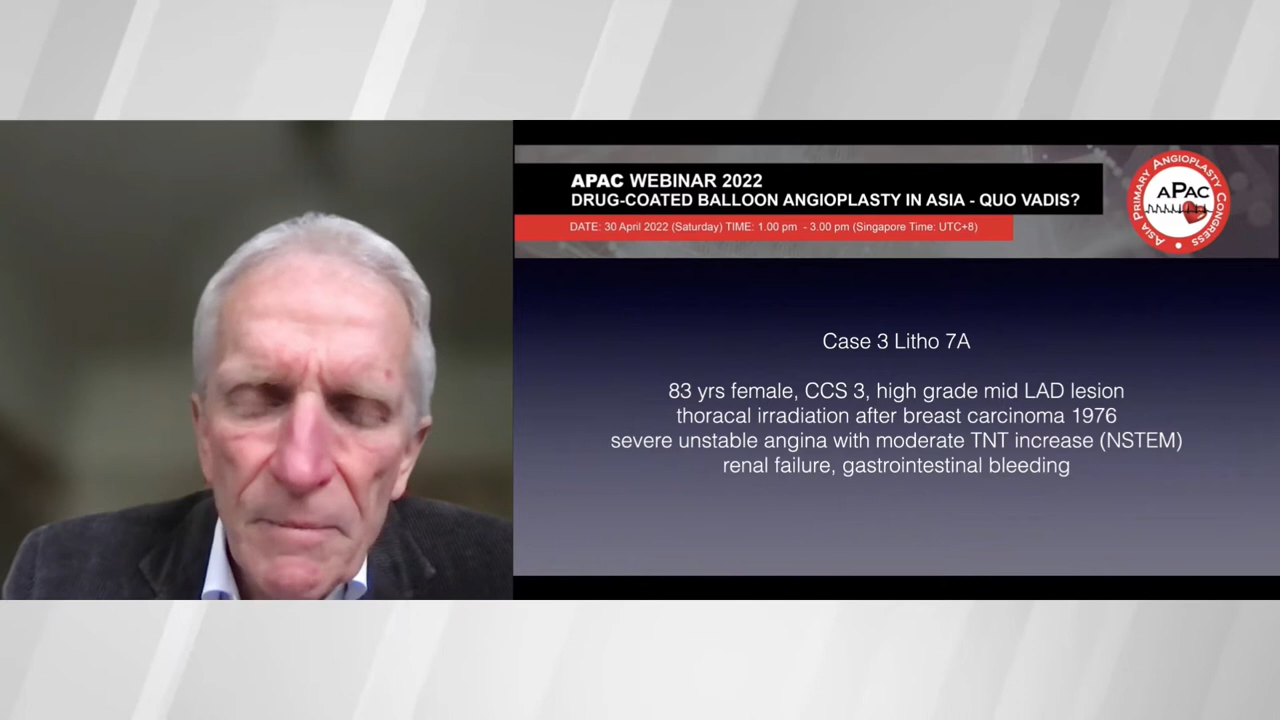 APAC WEBINAR 2022
DRUG-COATED BALLOON ANGIOPLASTY IN ASIA - QUO VADIS?
DATE: 30 April 2022 (Saturday) TIME: 1.00 pm - 3.00 pm (Singapore Time: UTC+8)
ASIA PRIMARY ANGIOPLASTY CONGRESS
APAC
Case 3 Litho 7A
83 yrs female, CCS 3, high grade mid LAD lesion
thoracal irradiation after breast carcinoma 1976
severe unstable angina with moderate TNT increase (NSTEM)
renal failure, gastrointestinal bleeding